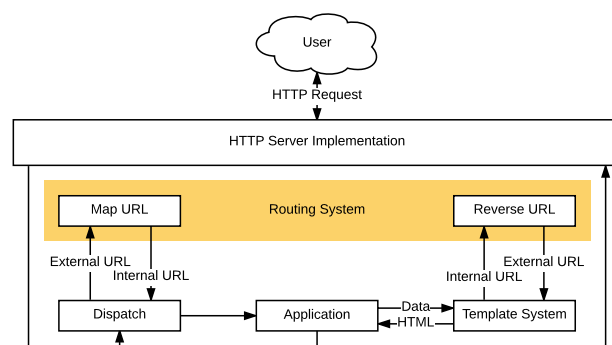 User
HTTP Request
HTTP Server Implementation
Map URL
Routing System
Reverse URL
External URL
Internal URL
Internal URL
External URL
Dispatch
Application
Data
HTML
Template System